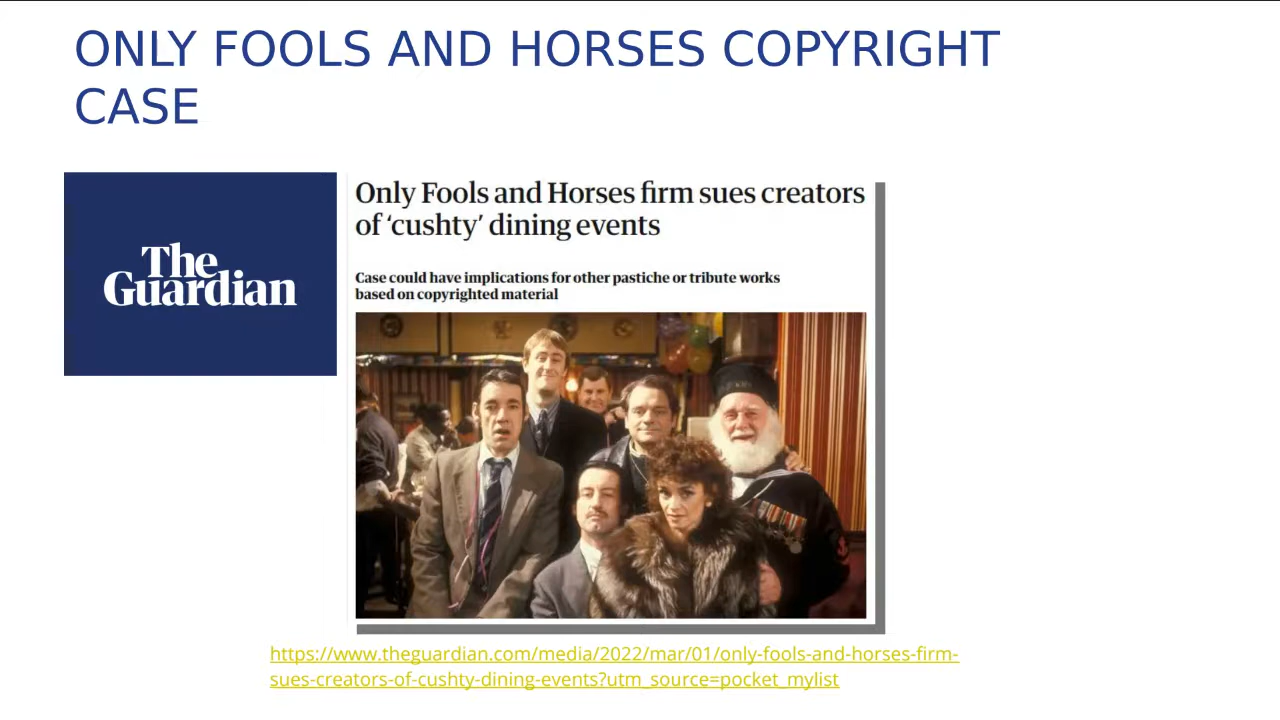 ONLY FOOLS AND HORSES COPYRIGHT
CASE
The
Guardian
Only Fools and Horses firm sues creators
of ‘cushty’ dining events
Case could have implications for other pastiche or tribute works
based on copyrighted material
https://www.theguardian.com/media/2022/mar/01/only-fools-and-horses-firm-
sues-creators-of-cushty-dining-events?utm_source=pocket_mylist